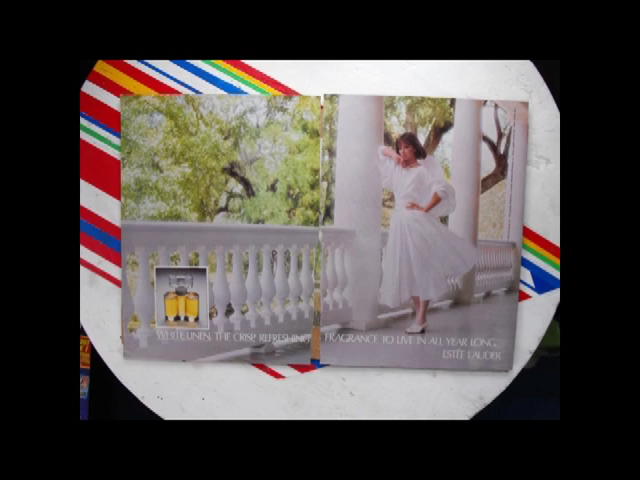 WHITE LINEN. THE CRISP, REFRESHING FRAGRANCE TO LIVE IN ALL YEAR LONG.
ESTĒE LAUDER